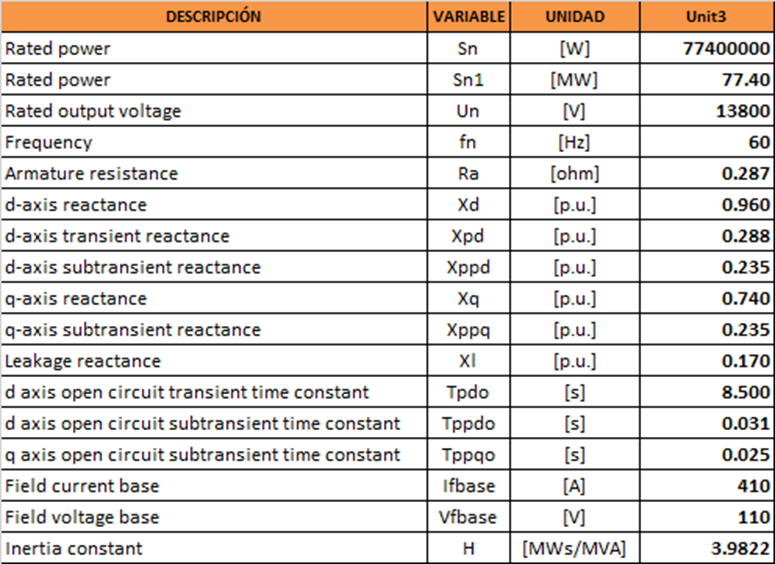 DESCRIPCIÓN VARIABLE UNIDAD Unit3
Rated power Sn [W] 77400000
Rated power Sn1 [MW] 77.40
Rated output voltage Un [V] 13800
Frequency fn [Hz] 60
Armature resistance Ra [ohm] 0.287
d-axis reactance Xd [p.u.] 0.960
d-axis transient reactance Xpd [p.u.] 0.288
d-axis subtransient reactance Xppd [p.u.] 0.235
q-axis reactance Xq [p.u.] 0.740
q-axis subtransient reactance Xppq [p.u.] 0.235
Leakage reactance Xl [p.u.] 0.170
d axis open circuit transient time constant Tpdo [s] 8.500
d axis open circuit subtransient time constant Tppdo [s] 0.031
q axis open circuit subtransient time constant Tppqo [s] 0.025
Field current base Ifbase [A] 410
Field voltage base Vfbase [V] 110
Inertia constant H [MWs/MVA] 3.9822